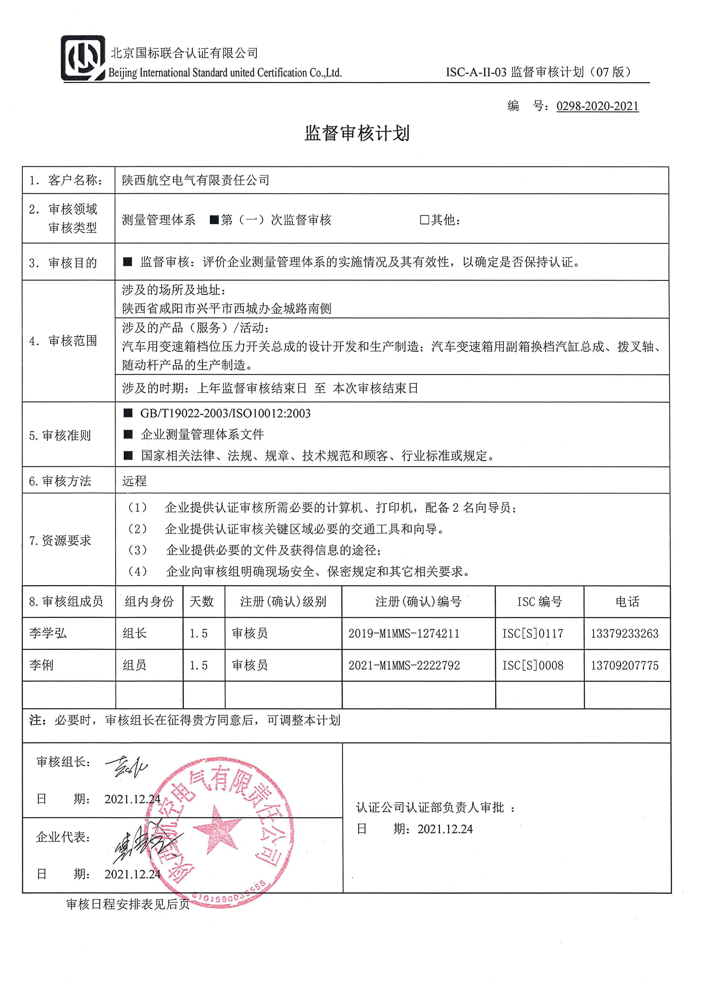 北京国标联合认证有限公司
Beijing International Standard united Certification Co.,Ltd.
ISC-A-II-03 监督审核计划（07 版）
编 号：0298-2020-2021
监督审核计划
1. 客户名称：
陕西航空电气有限责任公司
2. 审核领域
审核类型
测量管理体系 ■第（一）次监督审核 □其他：
3. 审核目的
■ 监督审核：评价企业测量管理体系的实施情况及其有效性，以确定是否保持认证。
4. 审核范围
涉及的场所及地址：
陕西省咸阳市兴平市西城办金城路南侧
涉及的产品（服务）/活动：
汽车用变速箱档位压力开关总成的设计开发和生产制造；汽车变速箱用副箱换档汽缸总成、拨叉轴、
随动杆产品的生产制造。
涉及的时期：上年监督审核结束日 至 本次审核结束日
5.审核准则
■ GB/T19022-2003/ISO10012:2003
■ 企业测量管理体系文件
■ 国家相关法律、法规、规章、技术规范和顾客、行业标准或规定。
6.审核方法
远程
7.资源要求
（1） 企业提供认证审核所需必要的计算机、打印机，配备 2 名向导员；
（2） 企业提供认证审核关键区域必要的交通工具和向导。
（3） 企业提供必要的文件及获得信息的途径；
（4） 企业向审核组明确现场安全、保密规定和其它相关要求。
8.审核组成员 组内身份 天数 注册(确认)级别 注册(确认)编号 ISC 编号 电话
李学弘 组长 1.5 审核员 2019-M1MMS-1274211 ISC[S]0117 13379233263
李俐 组员 1.5 审核员 2021-M1MMS-2222792 ISC[S]0008 13709207775
注：必要时，审核组长在征得贵方同意后，可调整本计划
审核组长：
日 期： 2021.12.24
企业代表：
日 期： 2021.12.24
认证公司认证部负责人审批 ：
日 期：2021.12.24
陕西航空电气有限责任公司
6101990039558
审核日程安排表见后页